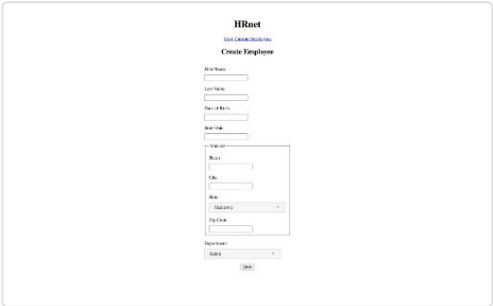 HRnet
View Current Employees
Create Employee
First Name
Last Name
Date of Birth
Start Date
Address
Street
City
State
Alabama
Zip Code
Department
Sales
Save